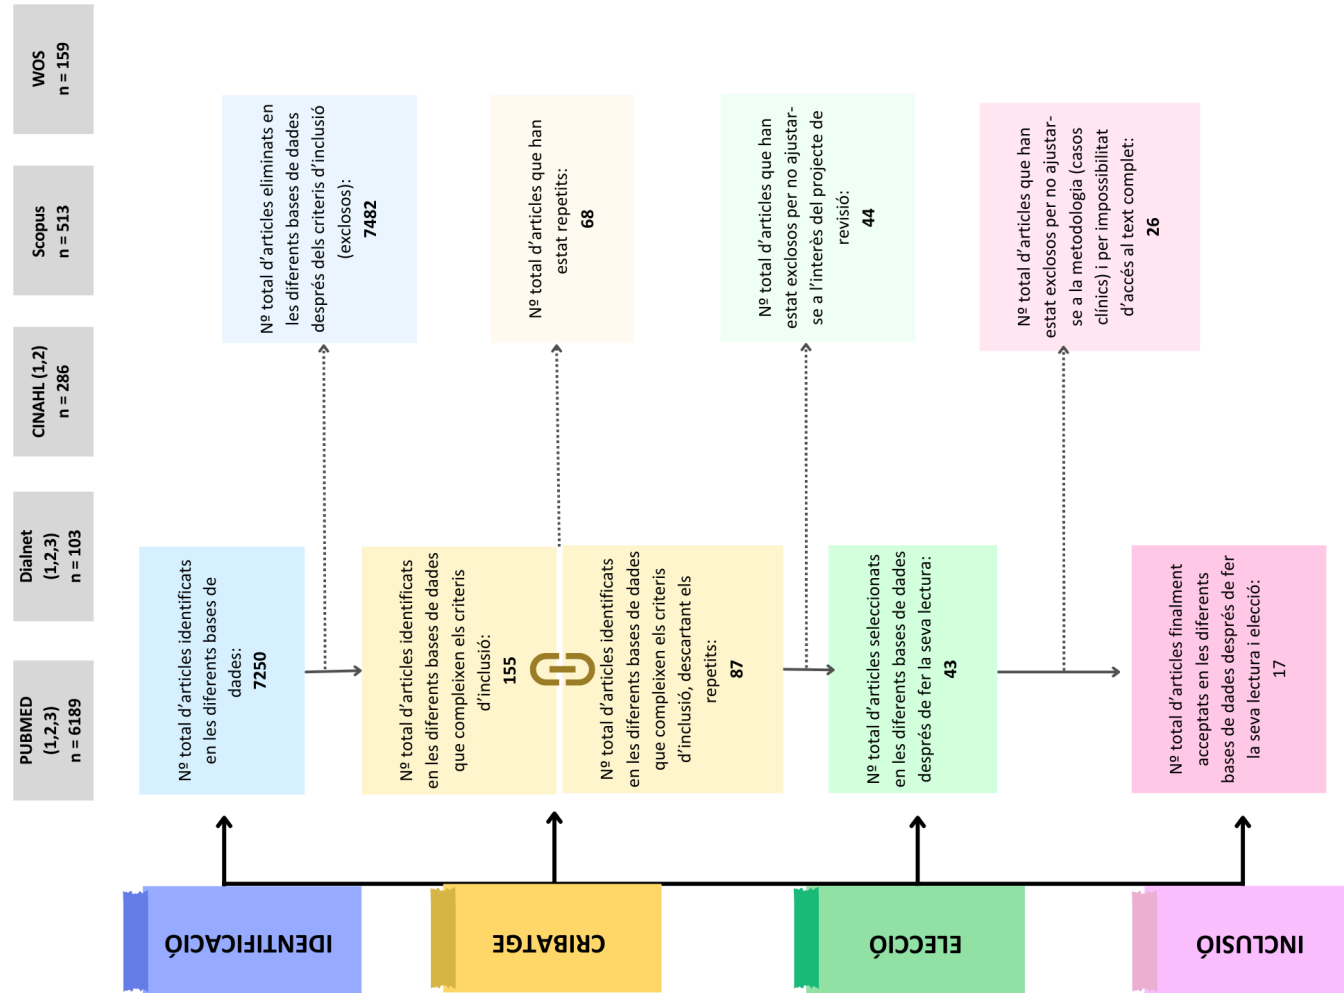 PUBMED
(1,2,3)
n = 6189
Dialnet
(1,2,3)
n = 103
CINAHL (1,2)
n = 286
Scopus
n = 513
WOS
n = 159
IDENTIFICACIÓ
Nº total d’articles identificats
en les diferents bases de
dades:
7250
Nº total d’articles eliminats en
les diferents bases de dades
després dels criteris d’inclusió
(exclosos):
7482
CRIBATGE
Nº total d’articles identificats
en les diferents bases de dades
que compleixen els criteris
d’inclusió:
155
Nº total d’articles que han
estat repetits:
68
Nº total d’articles identificats
en les diferents bases de dades
que compleixen els criteris
d’inclusió, descartant els
repetits:
87
ELECCIÓ
Nº total d’articles seleccionats
en les diferents bases de dades
després de fer la seva lectura:
43
Nº total d’articles que han
estat exclosos per no ajustar-
se a l’interès del projecte de
revisió:
44
INCLUSIÓ
Nº total d’articles finalment
acceptats en les diferents
bases de dades després de fer
la seva lectura i elecció:
17
Nº total d’articles que han
estat exclosos per no ajustar-
se a la metodologia (casos
clínics) i per impossibilitat
d’accés al text complet:
26